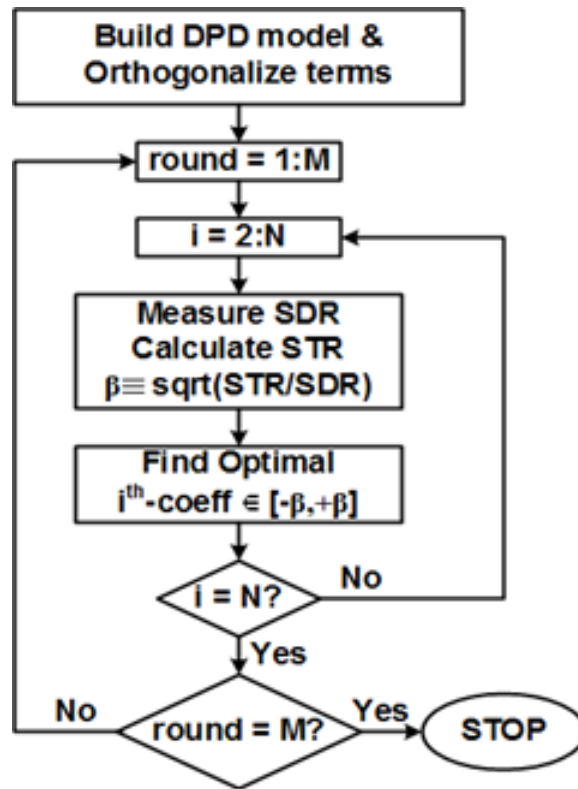 Build DPD model &
Orthogonalize terms
round = 1:M
i = 2:N
Measure SDR
Calculate STR
β≡ sqrt(STR/SDR)
Find Optimal
iᵗʰ-coeff ∈ [-β,+β]
i = N?
No
Yes
No
round = M?
Yes
STOP